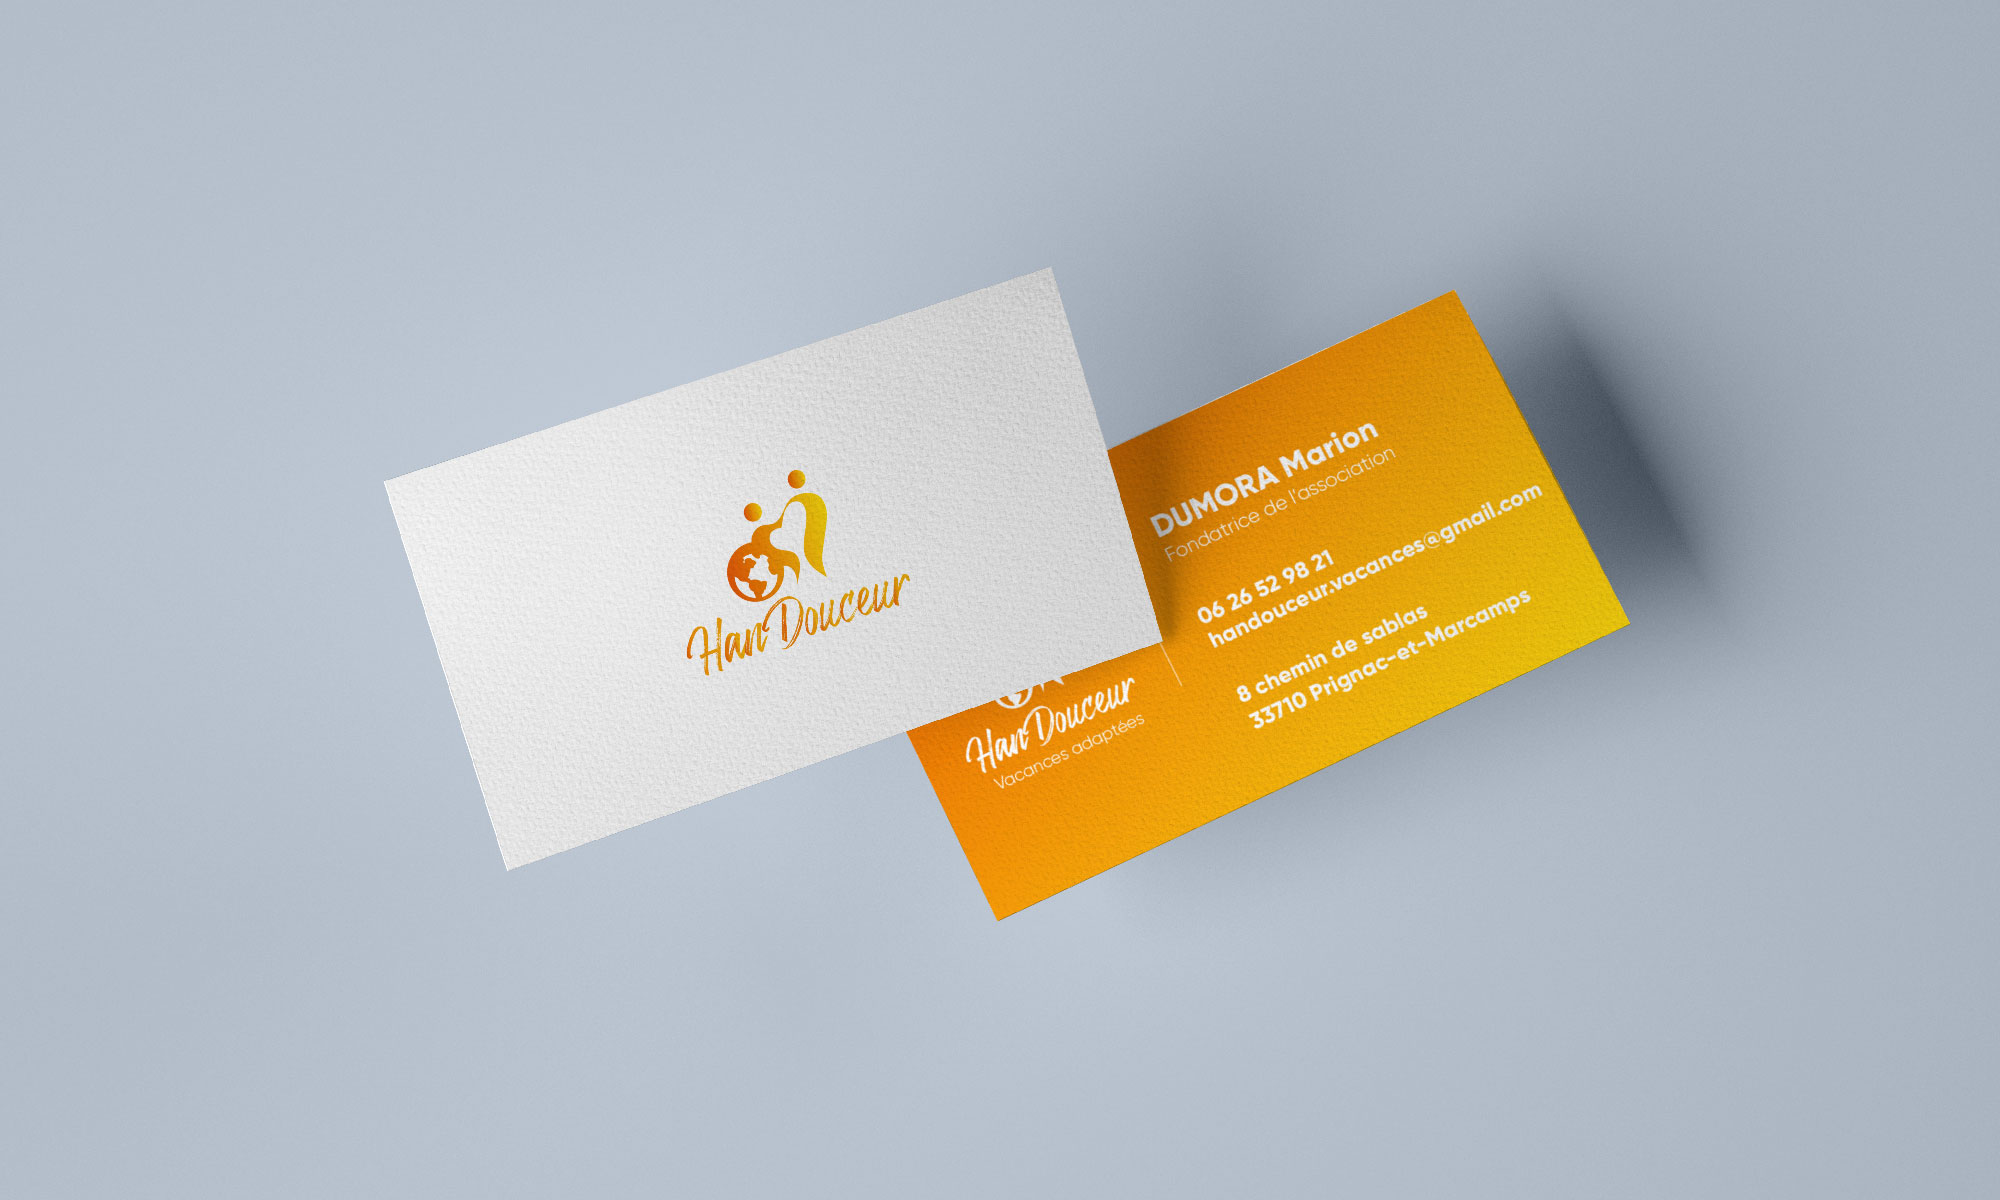 HanDouceur
DUMORA Marion
Fondatrice de l'association
06 26 52 98 21
handouceur.vacances@gmail.com
8 chemin de sablas
33710 Prignac-et-Marcamps
HanDouceur
Vacances adaptées